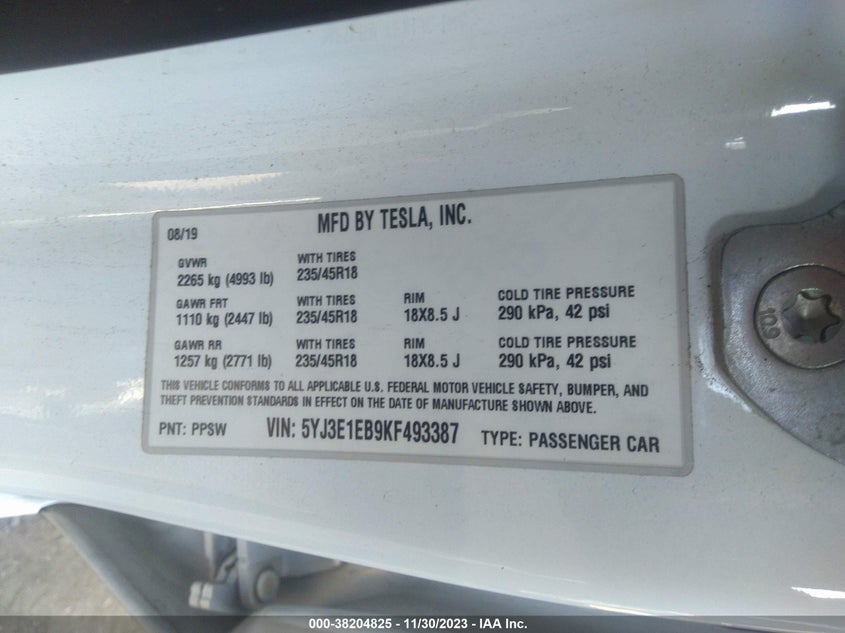 MFD BY TESLA, INC.
08/19
GVWR WITH TIRES
2265 kg (4993 lb) 235/45R18
GAWR FRT WITH TIRES RIM COLD TIRE PRESSURE
1110 kg (2447 lb) 235/45R18 18X8.5 J 290 kPa, 42 psi
GAWR RR WITH TIRES RIM COLD TIRE PRESSURE
1257 kg (2771 lb) 235/45R18 18X8.5 J 290 kPa, 42 psi
THIS VEHICLE CONFORMS TO ALL APPLICABLE U.S. FEDERAL MOTOR VEHICLE SAFETY, BUMPER, AND
THEFT PREVENTION STANDARDS IN EFFECT ON THE DATE OF MANUFACTURE SHOWN ABOVE.
PNT: PPSW VIN: 5YJ3E1EB9KF493387 TYPE: PASSENGER CAR
10.9
000-38204825 - 11/30/2023 - IAA Inc.